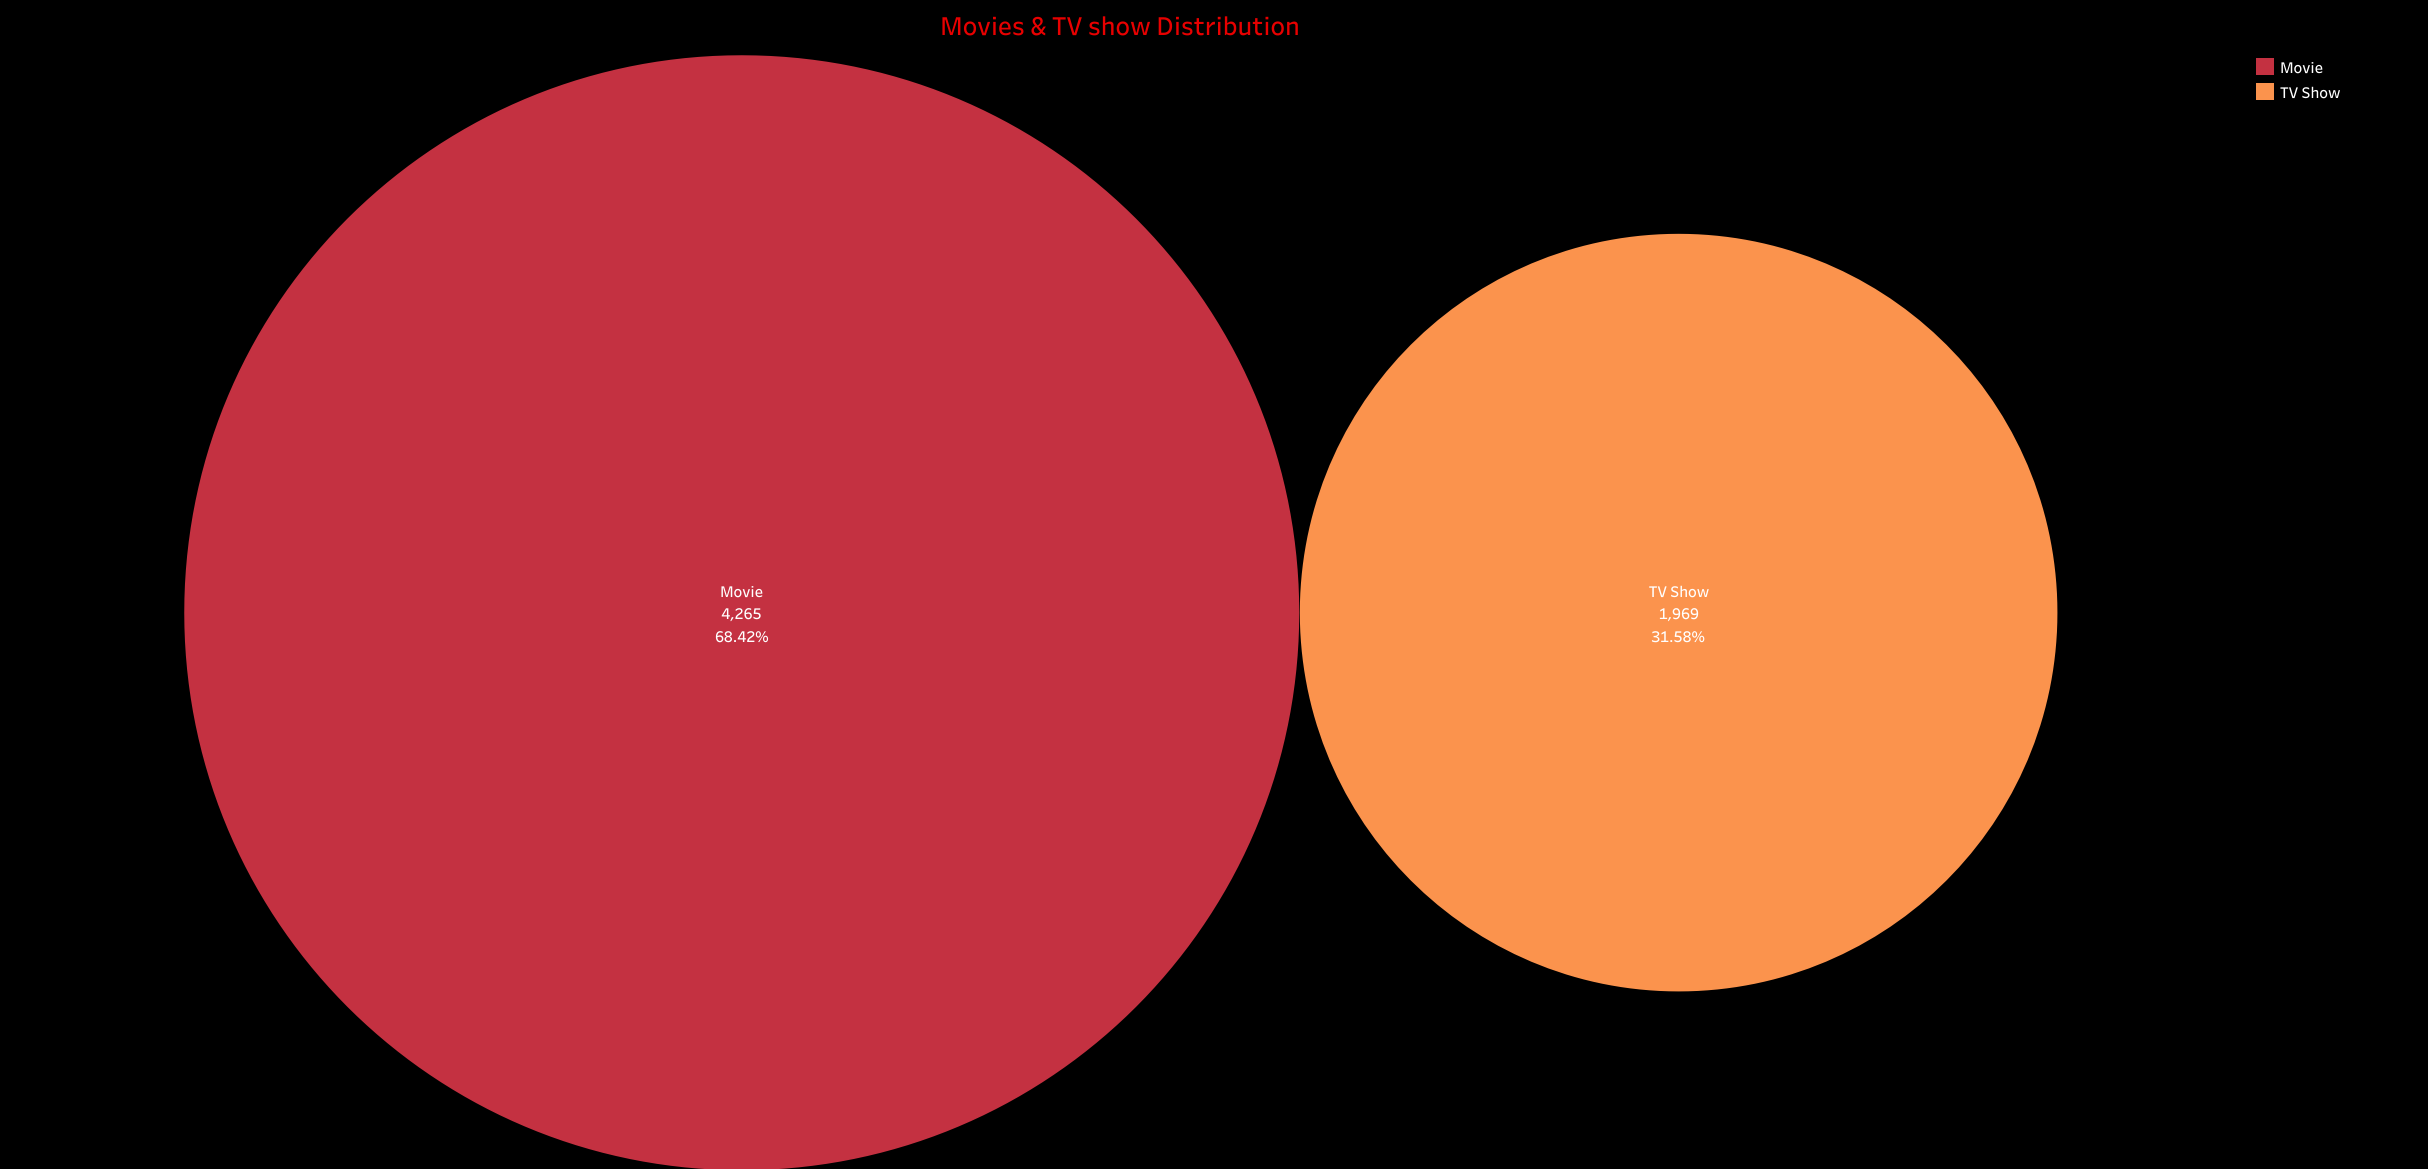 Movies & TV show Distribution
Movie
TV Show
Movie
4,265
68.42%
TV Show
1,969
31.58%